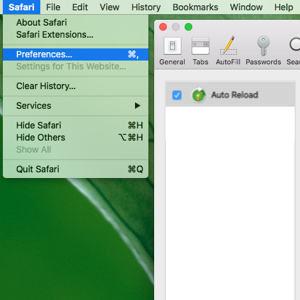 Safari File Edit View History Bookmarks Window Help
About Safari
Safari Extensions...
Preferences... ⌘,
Settings for This Website...
Clear History...
Services
Hide Safari ⌘H
Hide Others ⌥⌘H
Show All
Quit Safari ⌘Q
General Tabs AutoFill Passwords
Auto Reload